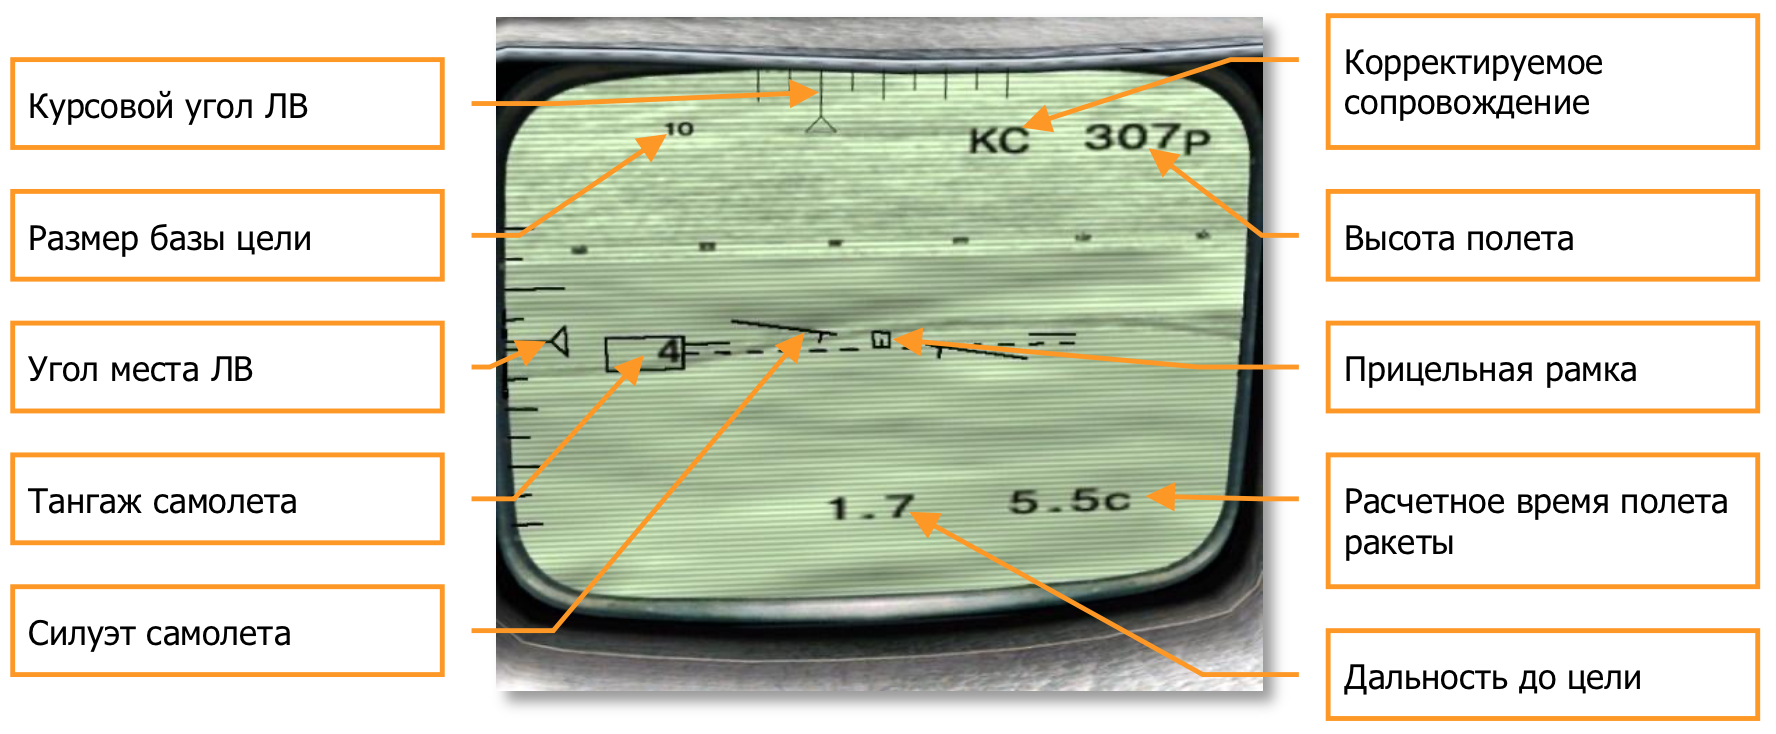 Курсовой угол ЛВ
Размер базы цели
Угол места ЛВ
Тангаж самолета
Силуэт самолета
10
КС 307Р
4
1.7 5.5с
Корректируемое
сопровождение
Высота полета
Прицельная рамка
Расчетное время полета
ракеты
Дальность до цели